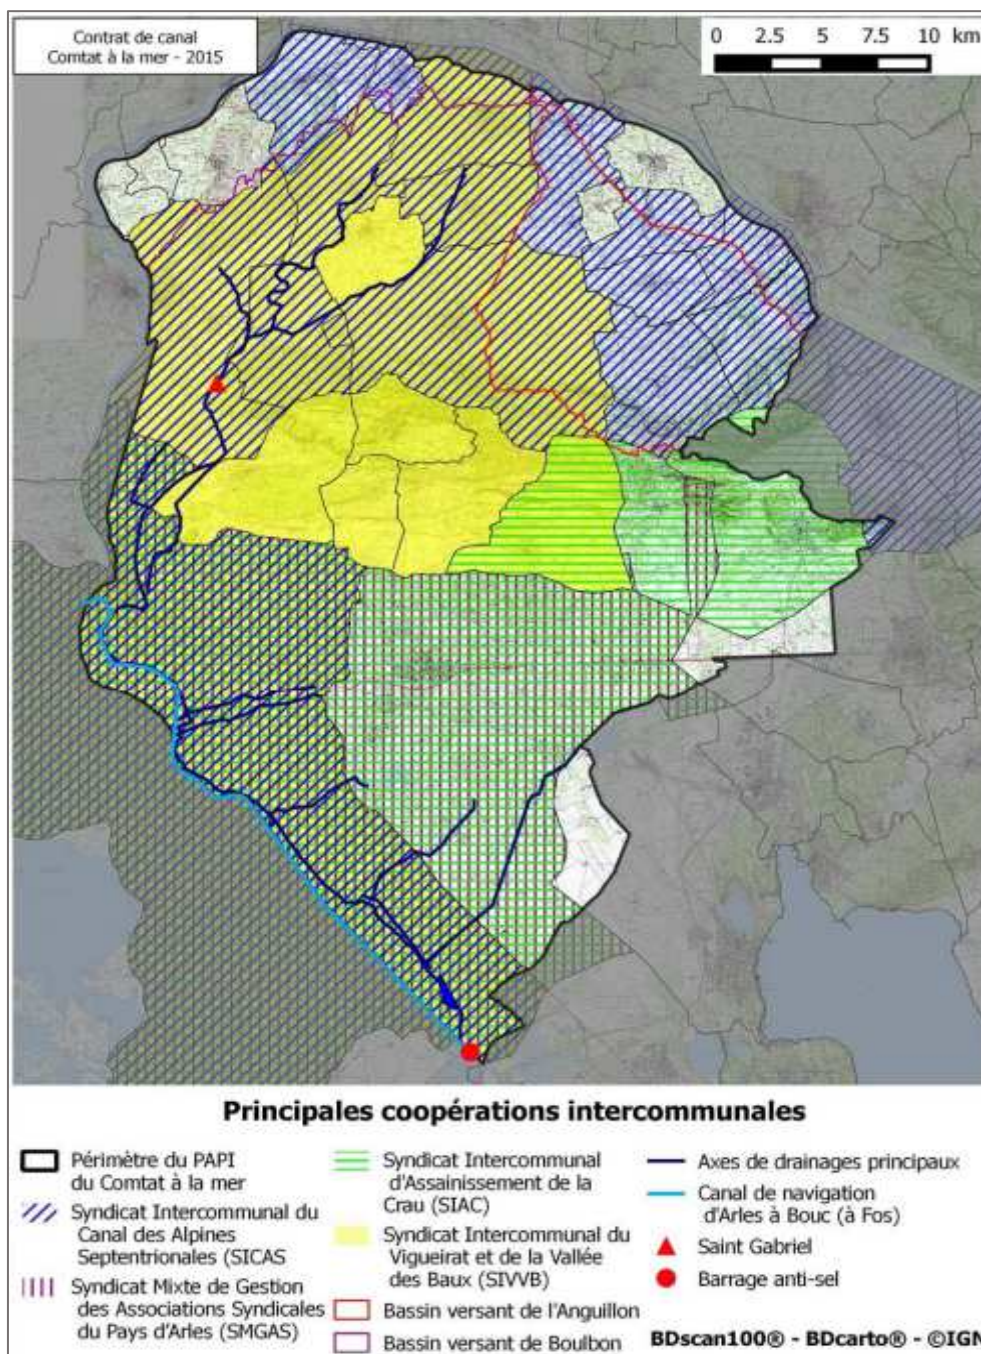 Contrat de canal
Comtat à la mer - 2015
0 2.5 5 7.5 10 km
Principales coopérations intercommunales
Périmètre du PAPI
du Comtat à la mer
Syndicat Intercommunal du
Canal des Alpines
Septentrionales (SICAS
Syndicat Mixte de Gestion
des Associations Syndicales
du Pays d'Arles (SMGAS)
Syndicat Intercommunal
d'Assainissement de la
Crau (SIAC)
Syndicat Intercommunal du
Vigueirat et de la Vallée
des Baux (SIVVB)
Bassin versant de l'Anguillon
Bassin versant de Boulbon
Axes de drainages principaux
Canal de navigation
d'Arles à Bouc (à Fos)
Saint Gabriel
Barrage anti-sel
BDscan100® - BDcarto® - ©IGN